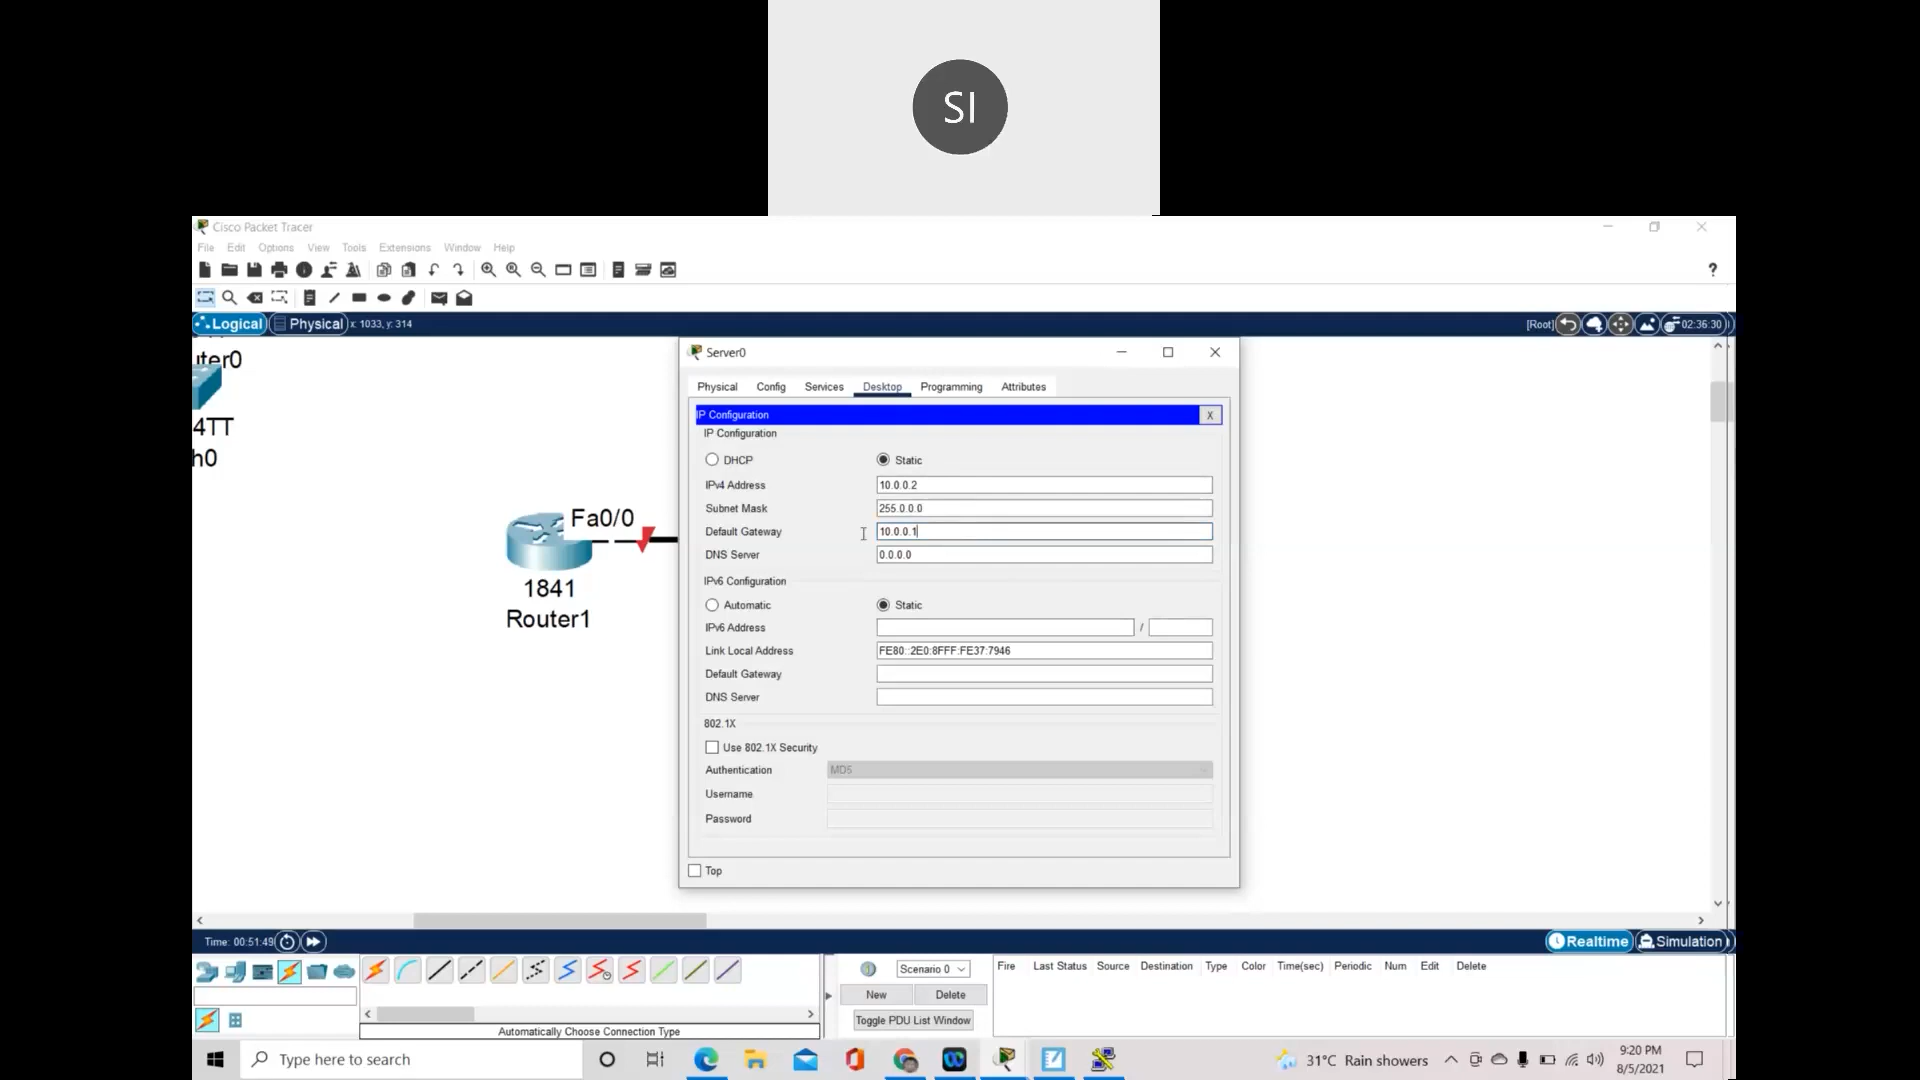 SI
Cisco Packet Tracer
File Edit Options View Tools Extensions Window Help
?
Logical Physical x: 1033, y: 314 [Root] 02:36:30
uter0
4TT
h0
Fa0/0
1841
Router1
Server0
Physical Config Services Desktop Programming Attributes
IP Configuration X
IP Configuration
DHCP Static
IPv4 Address 10.0.0.2
Subnet Mask 255.0.0.0
Default Gateway 10.0.0.1
DNS Server 0.0.0.0
IPv6 Configuration
Automatic Static
IPv6 Address /
Link Local Address FE80::2E0:8FFF:FE37:7946
Default Gateway
DNS Server
802.1X
Use 802.1X Security
Authentication MD5
Username
Password
Top
Time: 00:51:49 Realtime Simulation
Scenario 0 Fire Last Status Source Destination Type Color Time(sec) Periodic Num Edit Delete
New Delete
Toggle PDU List Window
Automatically Choose Connection Type
Type here to search 31°C Rain showers 9:20 PM
8/5/2021